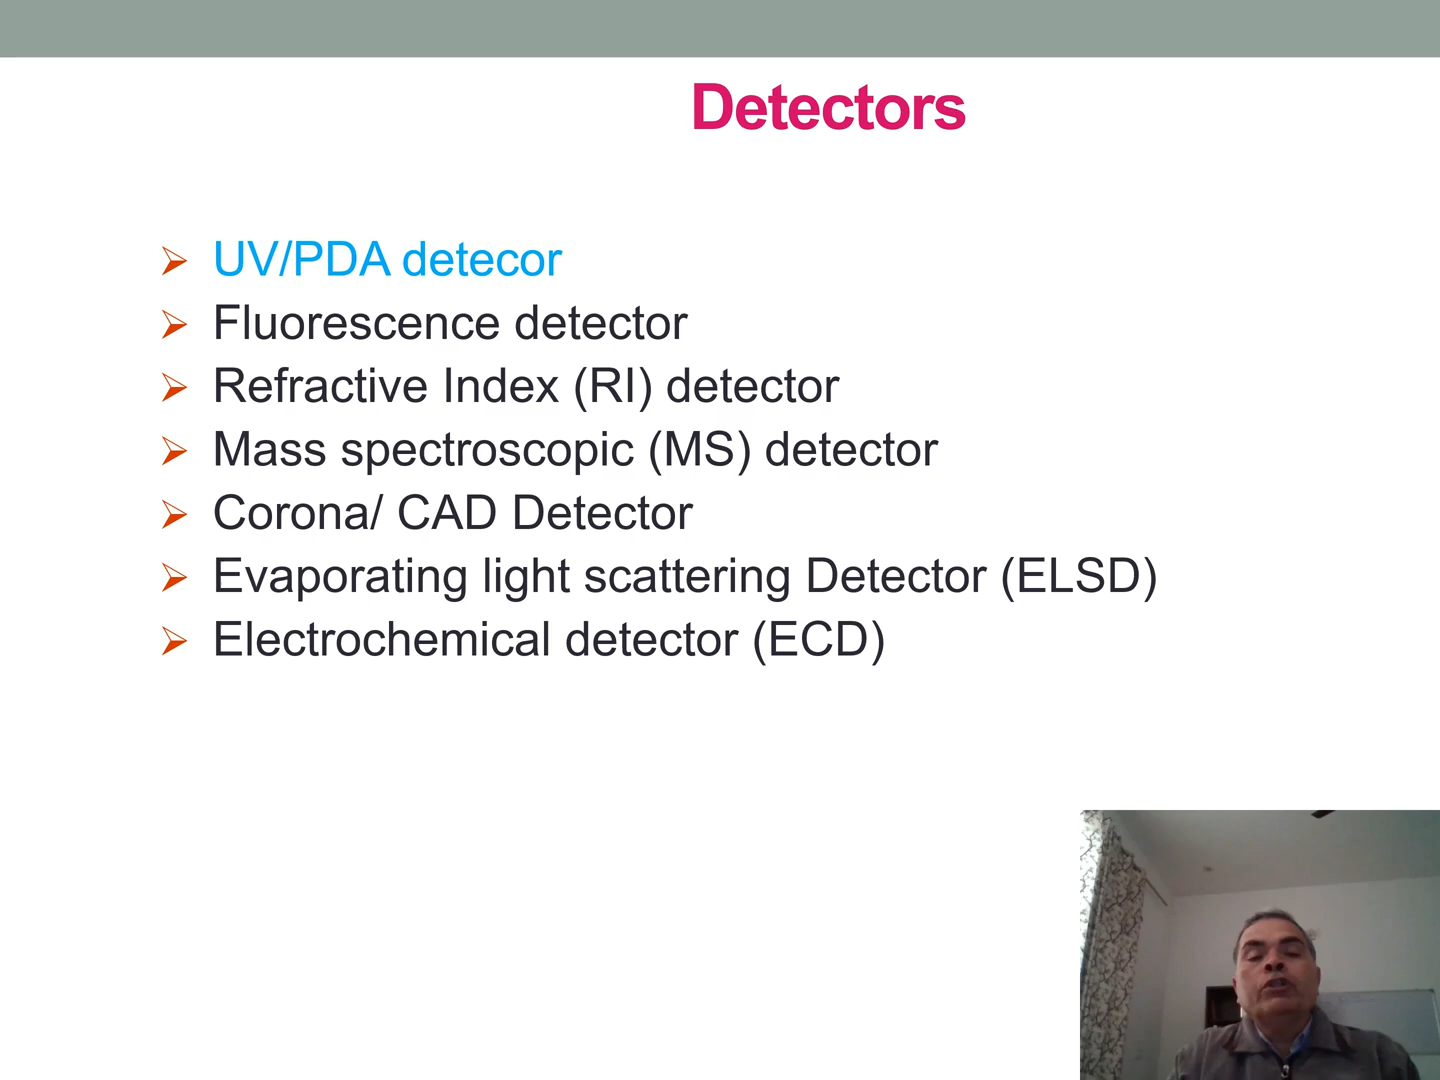 Detectors
UV/PDA detecor
Fluorescence detector
Refractive Index (RI) detector
Mass spectroscopic (MS) detector
Corona/ CAD Detector
Evaporating light scattering Detector (ELSD)
Electrochemical detector (ECD)